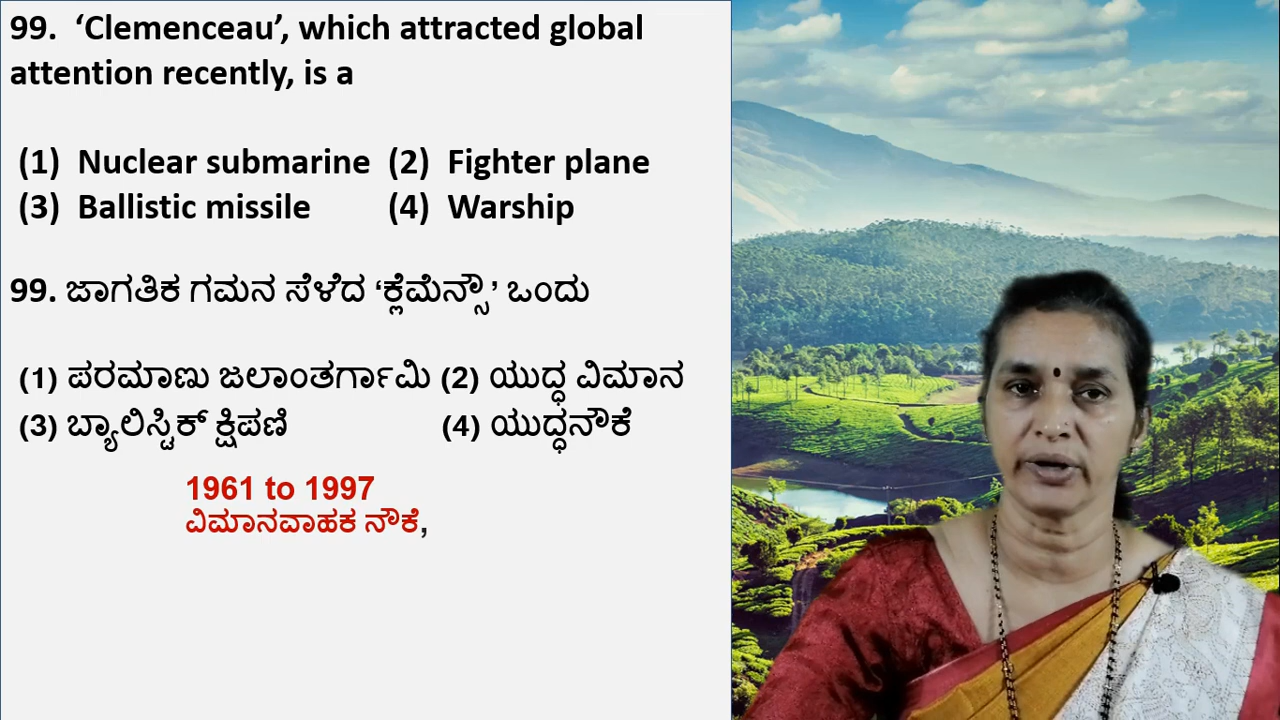 99. ‘Clemenceau’, which attracted global
attention recently, is a
(1) Nuclear submarine (2) Fighter plane
(3) Ballistic missile (4) Warship
99. ಜಾಗತಿಕ ಗಮನ ಸೆಳೆದ ‘ಕ್ಲೆಮೆನ್ಸೌ’ ಒಂದು
(1) ಪರಮಾಣು ಜಲಾಂತರ್ಗಾಮಿ (2) ಯುದ್ಧ ವಿಮಾನ
(3) ಬ್ಯಾಲಿಸ್ಟಿಕ್ ಕ್ಷಿಪಣಿ (4) ಯುದ್ಧನೌಕೆ
1961 to 1997
ವಿಮಾನವಾಹಕ ನೌಕೆ,